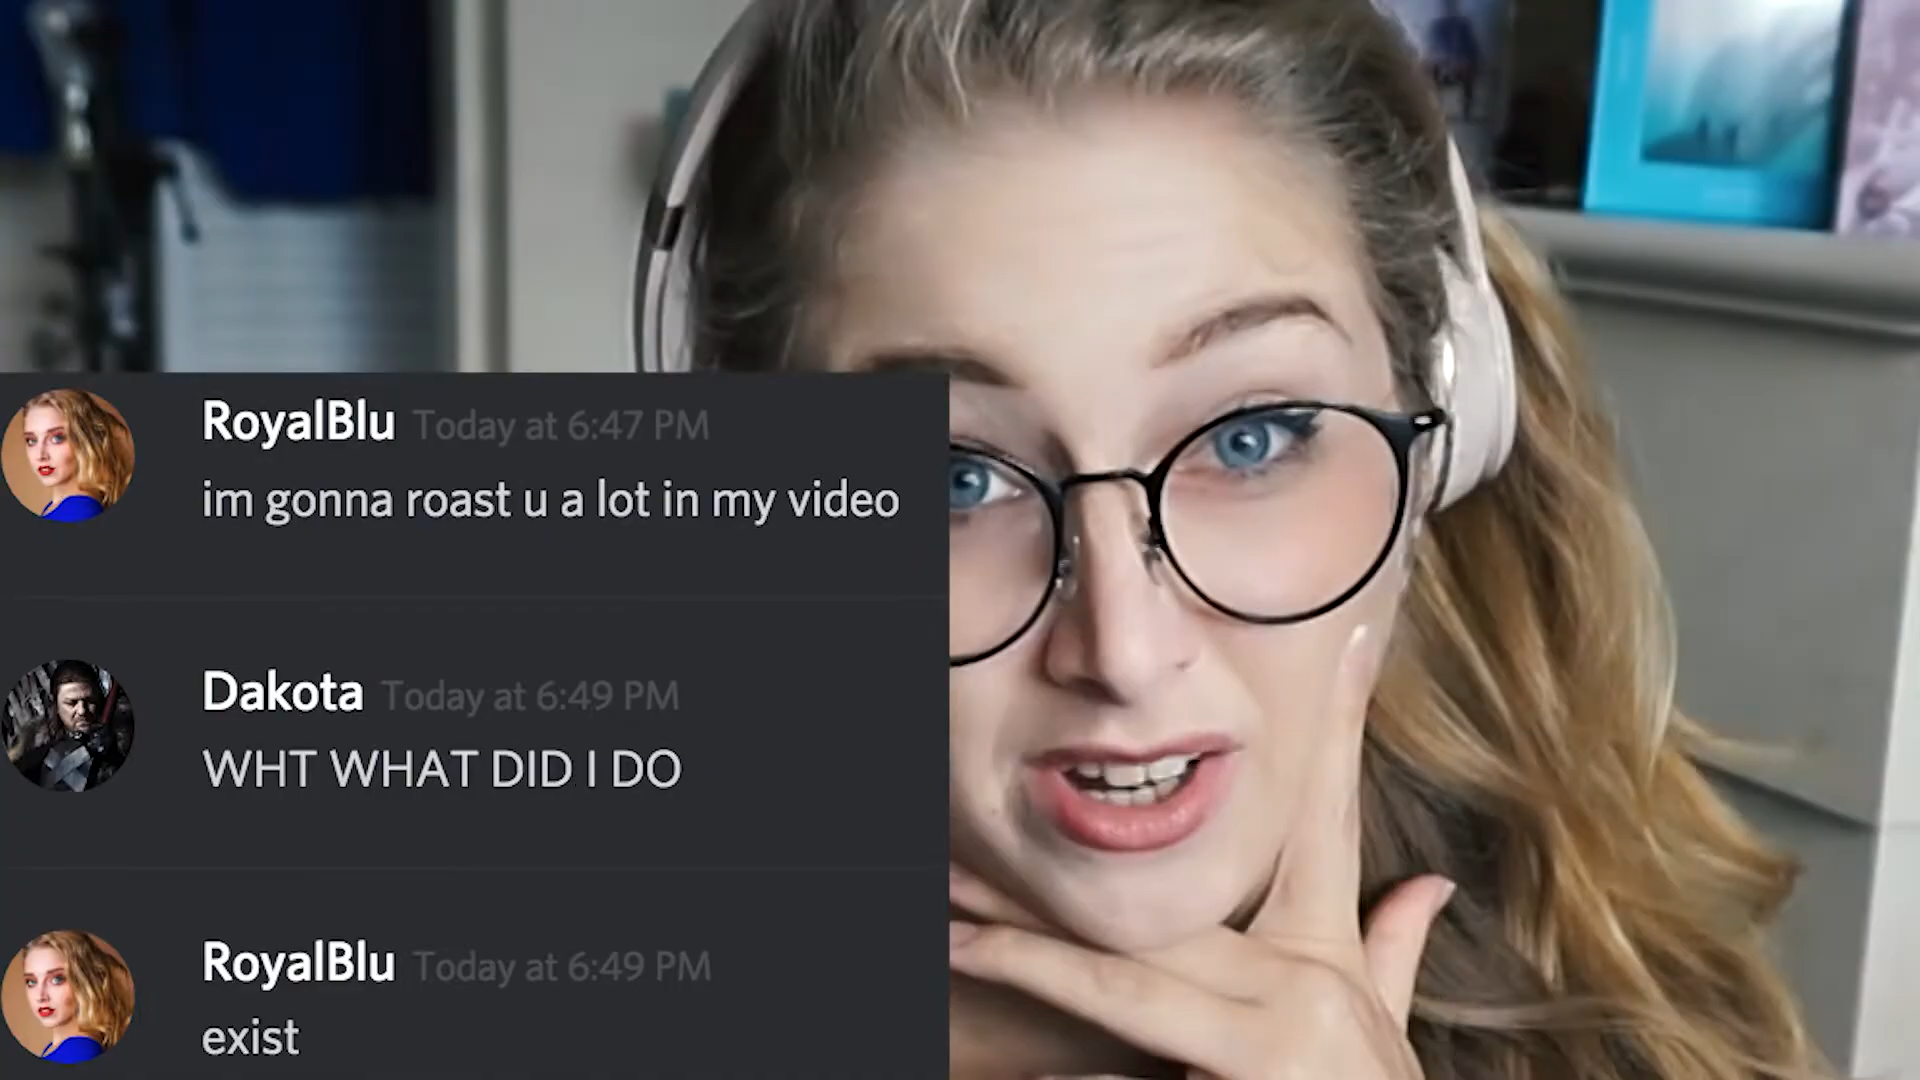 RoyalBlu Today at 6:47 PM
im gonna roast u a lot in my video
Dakota Today at 6:49 PM
WHT WHAT DID I DO
RoyalBlu Today at 6:49 PM
exist